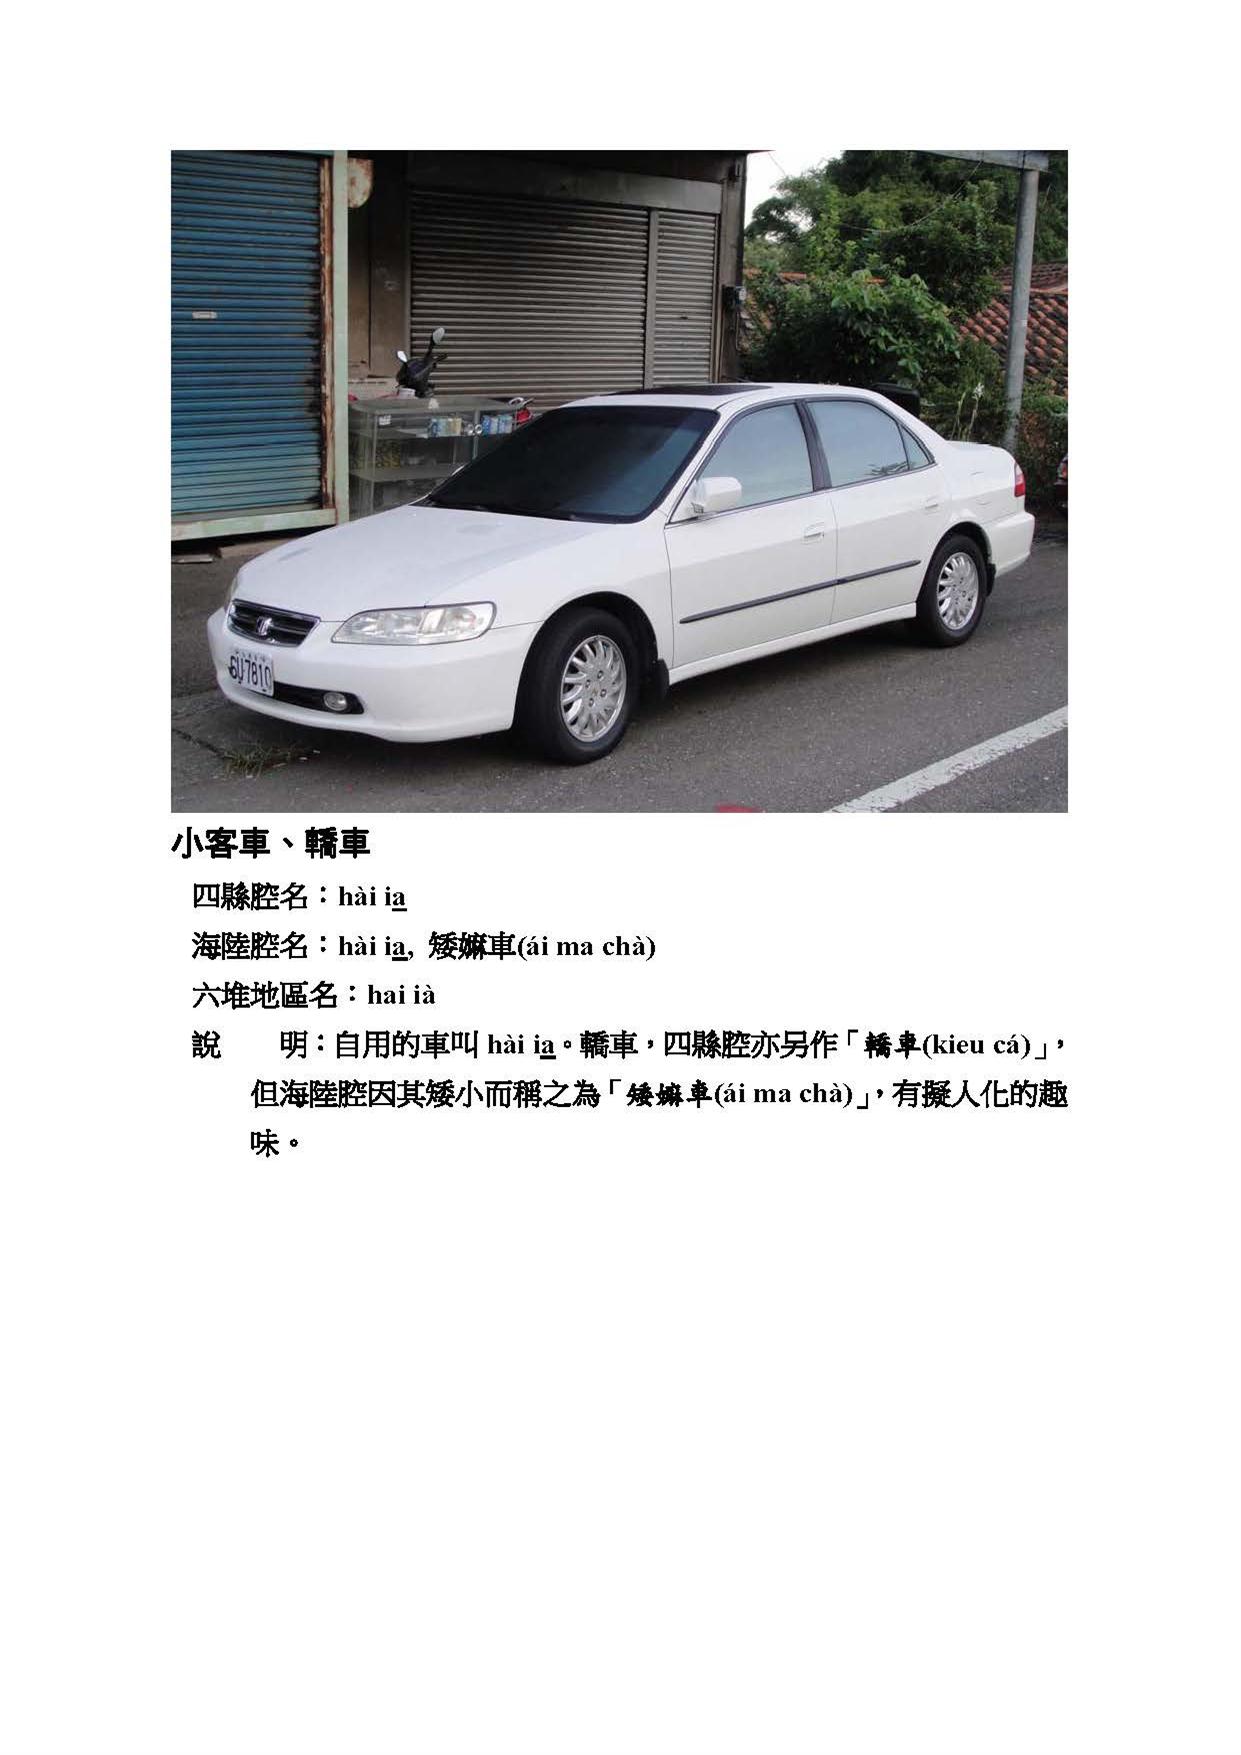 6U-7810
小客車、轎車
四縣腔名：hài ia
海陸腔名：hài ia, 矮嫲車(ái ma chà)
六堆地區名：hai ià
說　　明：自用的車叫 hài ia。轎車，四縣腔亦另作「轎車(kieu cá)」，
但海陸腔因其矮小而稱之為「矮嫲車(ái ma chà)」，有擬人化的趣
味。